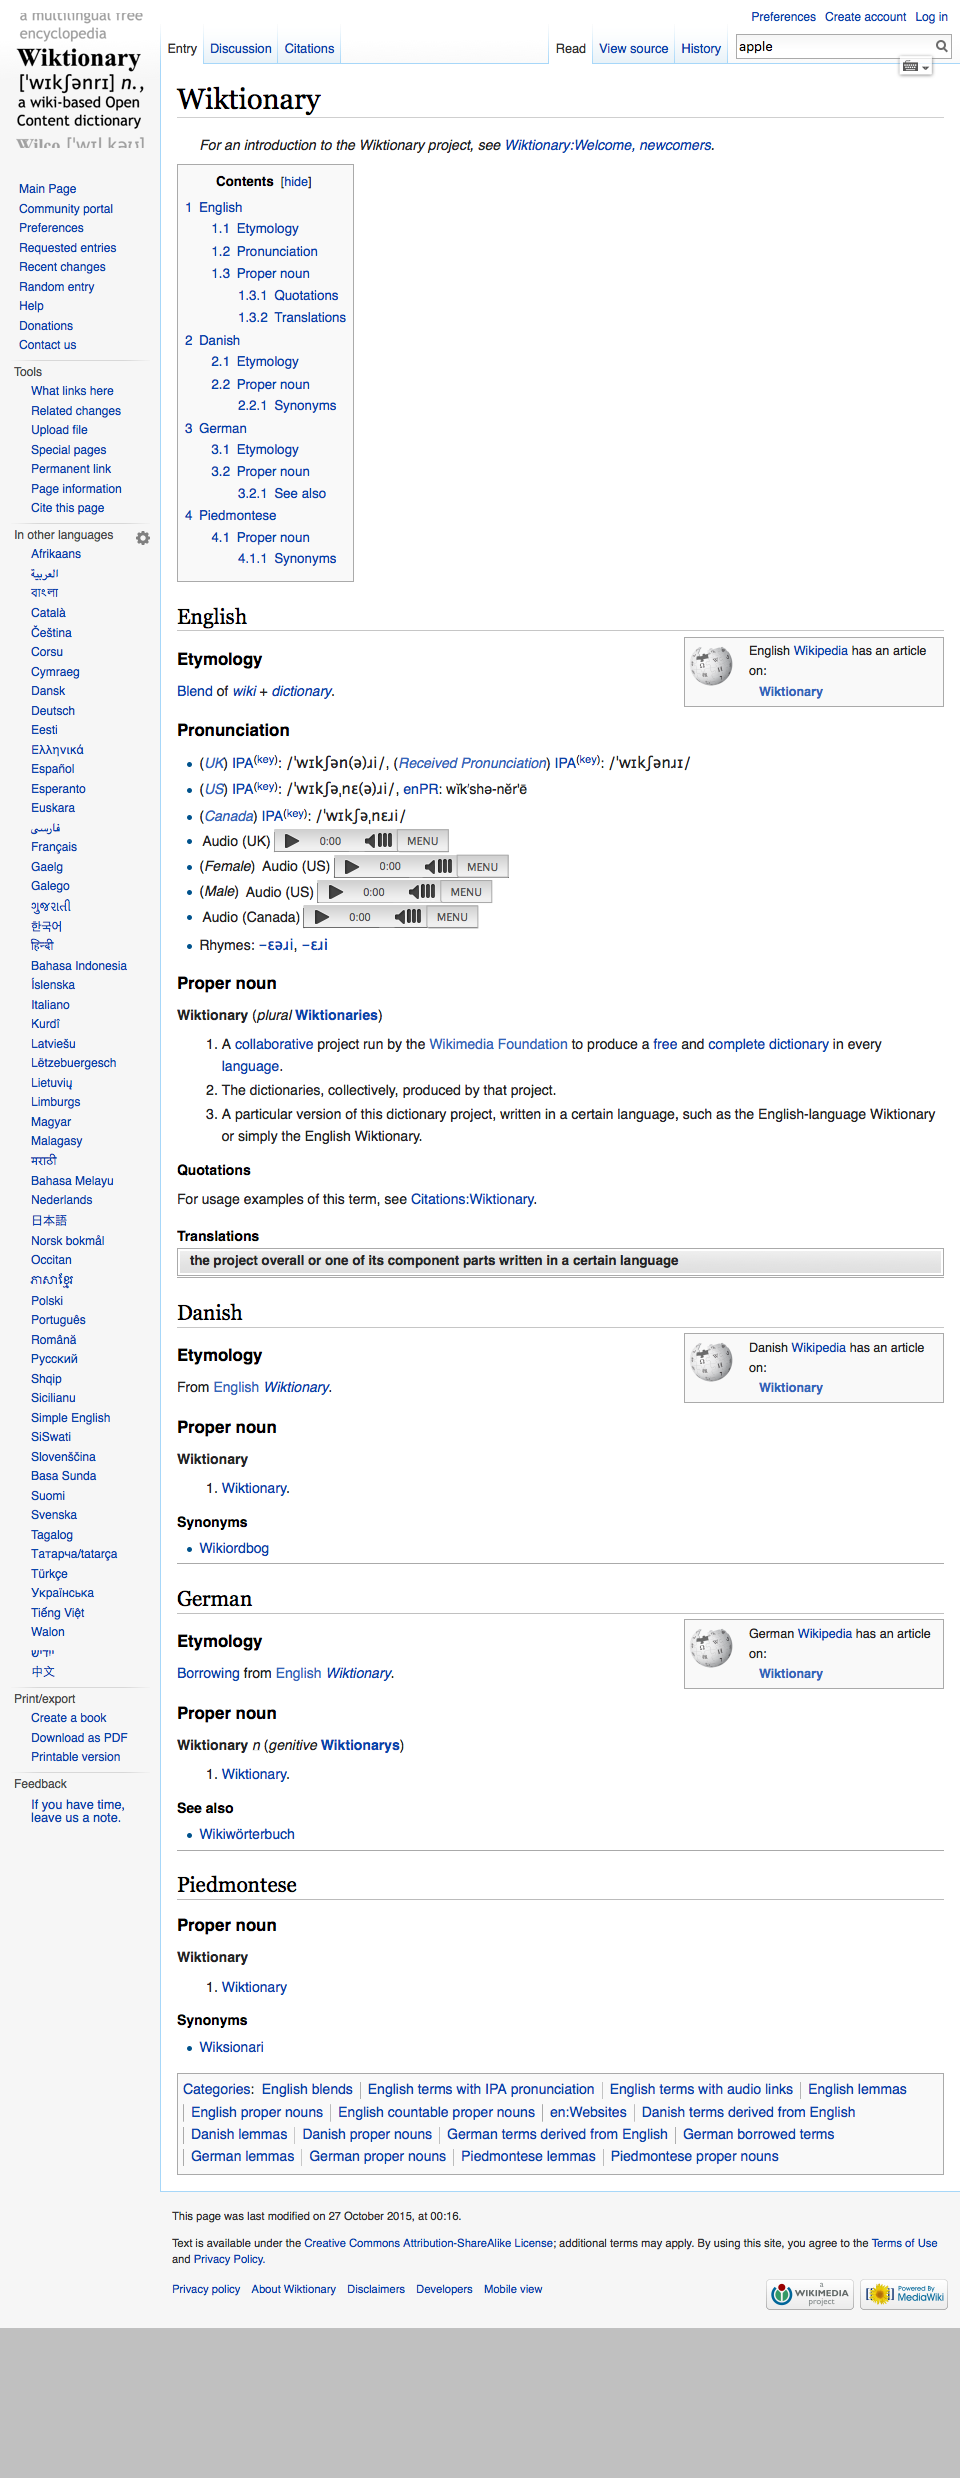 a multilingual free
encyclopedia
Wiktionary
['wɪkʃənrɪ] n.,
a wiki-based Open
Content dictionary
Wilco ['wɪl kəʊ]
Preferences Create account Log in
Entry Discussion Citations Read View source History apple
Wiktionary
For an introduction to the Wiktionary project, see Wiktionary:Welcome, newcomers.
Contents [hide]
1 English
1.1 Etymology
1.2 Pronunciation
1.3 Proper noun
1.3.1 Quotations
1.3.2 Translations
2 Danish
2.1 Etymology
2.2 Proper noun
2.2.1 Synonyms
3 German
3.1 Etymology
3.2 Proper noun
3.2.1 See also
4 Piedmontese
4.1 Proper noun
4.1.1 Synonyms
Main Page
Community portal
Preferences
Requested entries
Recent changes
Random entry
Help
Donations
Contact us
Tools
What links here
Related changes
Upload file
Special pages
Permanent link
Page information
Cite this page
In other languages
Afrikaans
العربية
বাংলা
Català
Čeština
Corsu
Cymraeg
Dansk
Deutsch
Eesti
Ελληνικά
Español
Esperanto
Euskara
فارسی
Français
Gaelg
Galego
ગુજરાતી
한국어
हिन्दी
Bahasa Indonesia
Íslenska
Italiano
Kurdî
Latviešu
Lëtzebuergesch
Lietuvių
Limburgs
Magyar
Malagasy
मराठी
Bahasa Melayu
Nederlands
日本語
Norsk bokmål
Occitan
ភាសាខ្មែរ
Polski
Português
Română
Русский
Shqip
Sicilianu
Simple English
SiSwati
Slovenščina
Basa Sunda
Suomi
Svenska
Tagalog
Татарча/tatarça
Türkçe
Українська
Tiếng Việt
Walon
ייִדיש
中文
Print/export
Create a book
Download as PDF
Printable version
Feedback
If you have time,
leave us a note.
English
English Wikipedia has an article
on:
Wiktionary
Etymology
Blend of wiki + dictionary.
Pronunciation
(UK) IPA(key): /ˈwɪkʃən(ə)ɹi/, (Received Pronunciation) IPA(key): /ˈwɪkʃənɹɪ/
(US) IPA(key): /ˈwɪkʃəˌnɛ(ə)ɹi/, enPR: wĭk'shə-nĕr'ē
(Canada) IPA(key): /ˈwɪkʃəˌnɛɹi/
Audio (UK) 0:00 MENU
(Female) Audio (US) 0:00 MENU
(Male) Audio (US) 0:00 MENU
Audio (Canada) 0:00 MENU
Rhymes: -ɛəɹi, -ɛɹi
Proper noun
Wiktionary (plural Wiktionaries)
1. A collaborative project run by the Wikimedia Foundation to produce a free and complete dictionary in every
language.
2. The dictionaries, collectively, produced by that project.
3. A particular version of this dictionary project, written in a certain language, such as the English-language Wiktionary
or simply the English Wiktionary.
Quotations
For usage examples of this term, see Citations:Wiktionary.
Translations
the project overall or one of its component parts written in a certain language
Danish
Danish Wikipedia has an article
on:
Wiktionary
Etymology
From English Wiktionary.
Proper noun
Wiktionary
1. Wiktionary.
Synonyms
Wikiordbog
German
German Wikipedia has an article
on:
Wiktionary
Etymology
Borrowing from English Wiktionary.
Proper noun
Wiktionary n (genitive Wiktionarys)
1. Wiktionary.
See also
Wikiwörterbuch
Piedmontese
Proper noun
Wiktionary
1. Wiktionary
Synonyms
Wiksionari
Categories: English blends English terms with IPA pronunciation English terms with audio links English lemmas
English proper nouns English countable proper nouns en:Websites Danish terms derived from English
Danish lemmas Danish proper nouns German terms derived from English German borrowed terms
German lemmas German proper nouns Piedmontese lemmas Piedmontese proper nouns
This page was last modified on 27 October 2015, at 00:16.
Text is available under the Creative Commons Attribution-ShareAlike License; additional terms may apply. By using this site, you agree to the Terms of Use
and Privacy Policy.
Privacy policy About Wiktionary Disclaimers Developers Mobile view
a
WIKIMEDIA
project
Powered By
MediaWiki